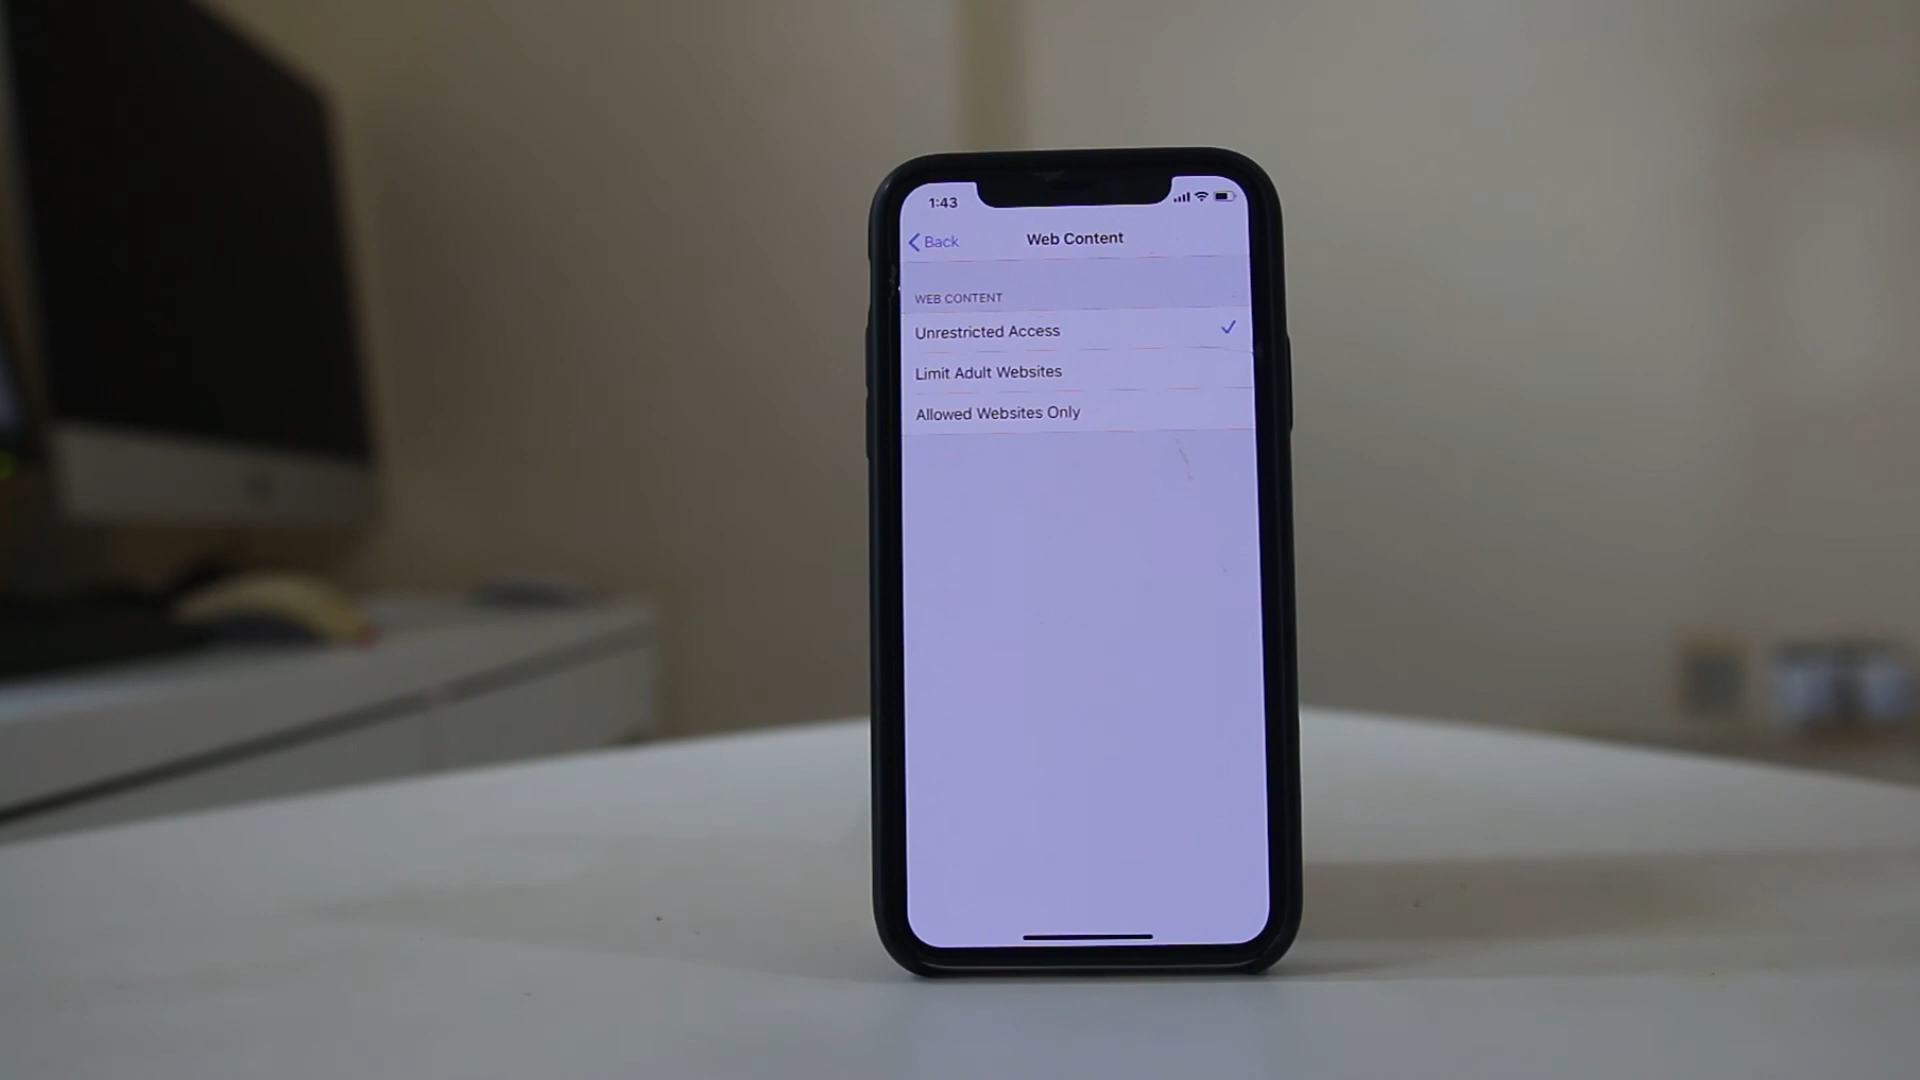 1:43
Back
Web Content
WEB CONTENT
Unrestricted Access
Limit Adult Websites
Allowed Websites Only